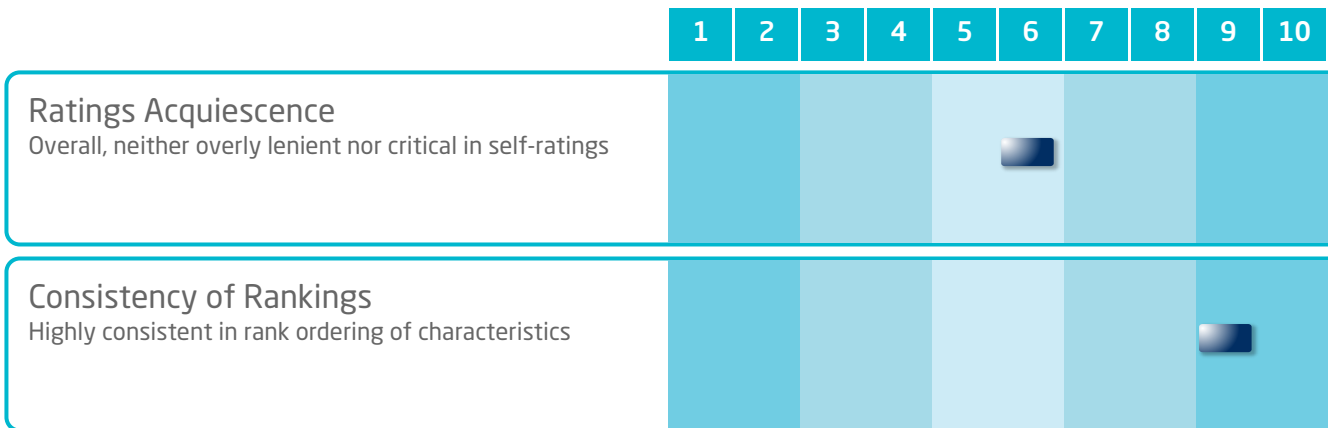 1 2 3 4 5 6 7 8 9 10
Ratings Acquiescence
Overall, neither overly lenient nor critical in self-ratings
Consistency of Rankings
Highly consistent in rank ordering of characteristics